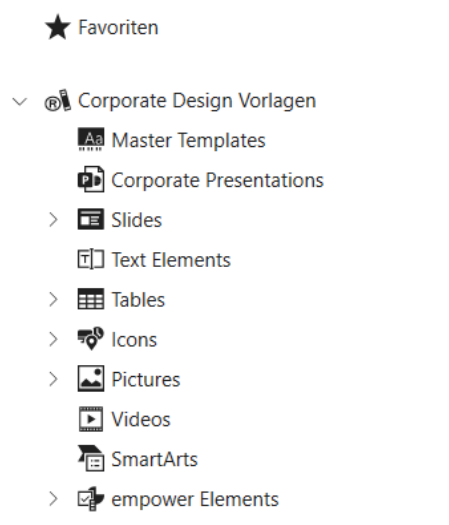 Favoriten
Corporate Design Vorlagen
Master Templates
Corporate Presentations
Slides
Text Elements
Tables
Icons
Pictures
Videos
SmartArts
empower Elements